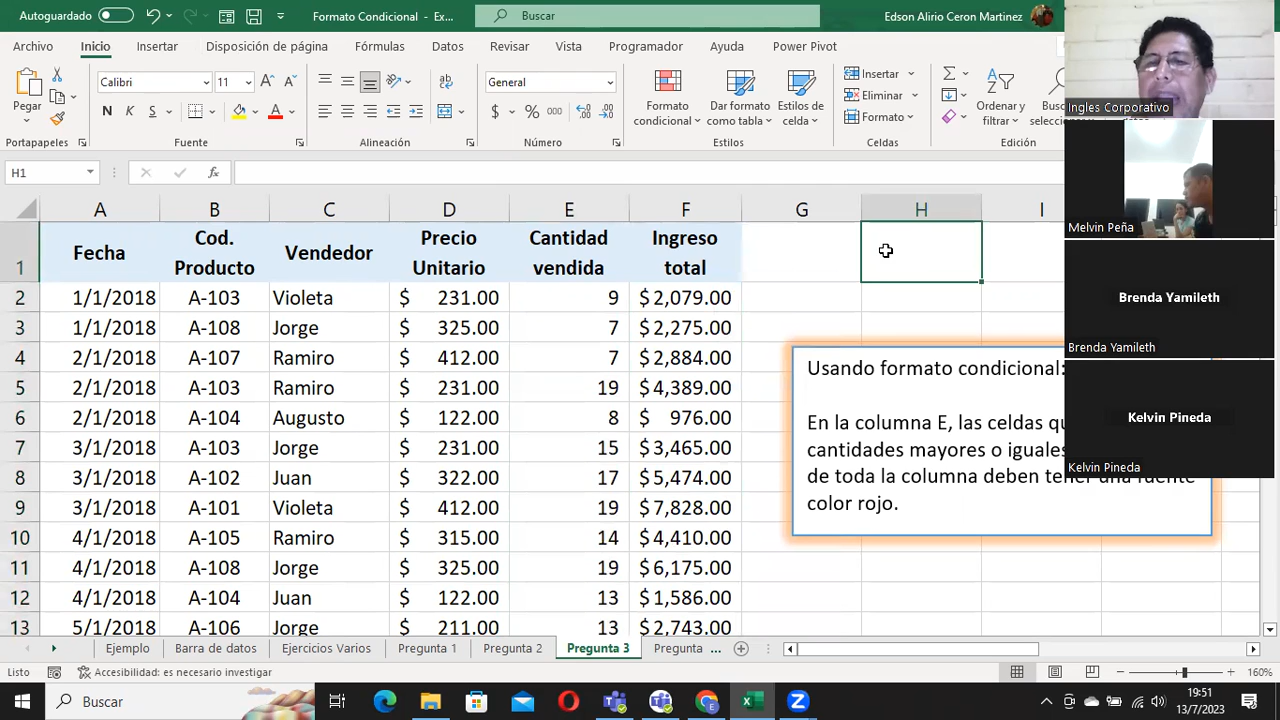 Autoguardado
Formato Condicional - Ex...
Buscar
Edson Alirio Ceron Martinez
Archivo Inicio Insertar Disposición de página Fórmulas Datos Revisar Vista Programador Ayuda Power Pivot
Pegar
Calibri 11
N K S
General
$ % 000
Formato condicional
Dar formato como tabla
Estilos de celda
Insertar
Eliminar
Formato
Ordenar y filtrar
Portapapeles Fuente Alineación Número Estilos Celdas Edición
H1
A B C D E F G H I
1 Fecha Cod. Producto Vendedor Precio Unitario Cantidad vendida Ingreso total
2 1/1/2018 A-103 Violeta $ 231.00 9 $ 2,079.00
3 1/1/2018 A-108 Jorge $ 325.00 7 $ 2,275.00
4 2/1/2018 A-107 Ramiro $ 412.00 7 $ 2,884.00
5 2/1/2018 A-103 Ramiro $ 231.00 19 $ 4,389.00
6 2/1/2018 A-104 Augusto $ 122.00 8 $ 976.00
7 3/1/2018 A-103 Jorge $ 231.00 15 $ 3,465.00
8 3/1/2018 A-102 Juan $ 322.00 17 $ 5,474.00
9 3/1/2018 A-101 Violeta $ 412.00 19 $ 7,828.00
10 4/1/2018 A-105 Ramiro $ 315.00 14 $ 4,410.00
11 4/1/2018 A-108 Jorge $ 325.00 19 $ 6,175.00
12 4/1/2018 A-104 Juan $ 122.00 13 $ 1,586.00
13 5/1/2018 A-106 Jorge $ 211.00 13 $ 2,743.00
Usando formato condicional:
En la columna E, las celdas
cantidades mayores o iguales
de toda la columna deben tener una fuente
color rojo.
Ingles Corporativo
Melvin Peña
Brenda Yamileth
Brenda Yamileth
Kelvin Pineda
Kelvin Pineda
Ejemplo Barra de datos Ejercicios Varios Pregunta 1 Pregunta 2 Pregunta 3 Pregunta ...
Listo Accesibilidad: es necesario investigar 160%
Buscar
19:51
13/7/2023